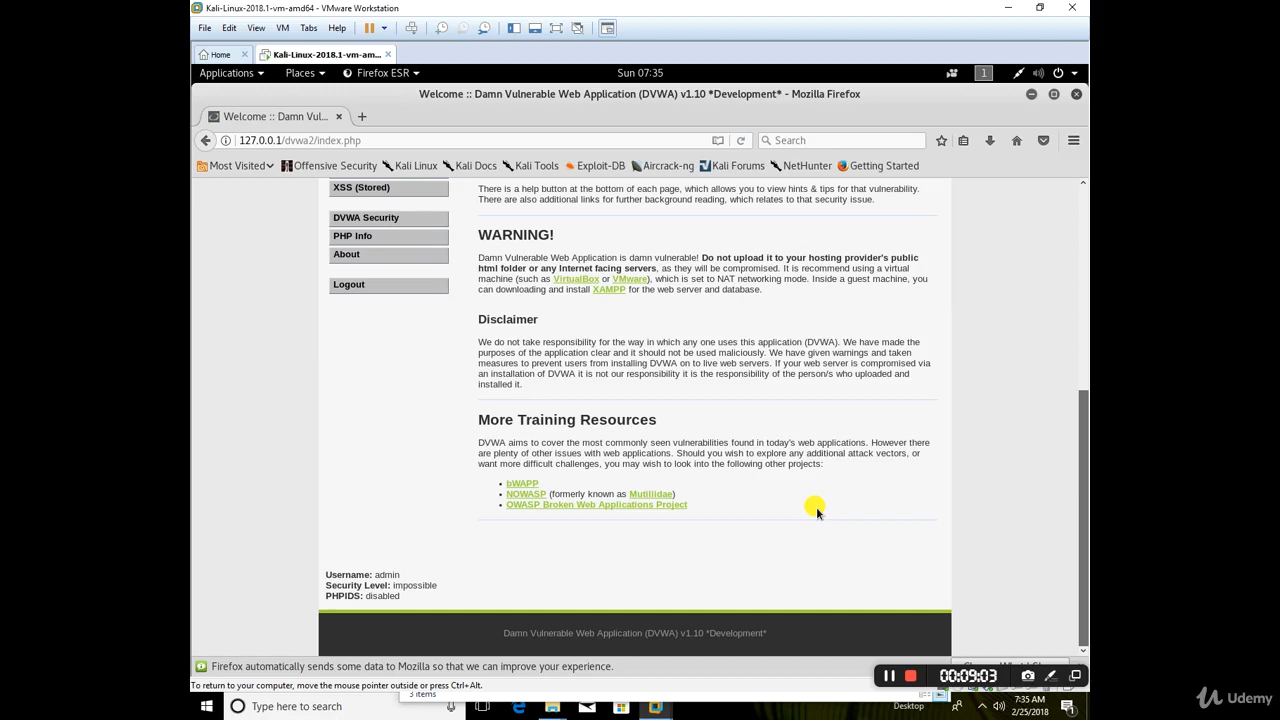 Kali-Linux-2018.1-vm-amd64 - VMware Workstation
File Edit View VM Tabs Help
Home Kali-Linux-2018.1-vm-am...
Applications Places Firefox ESR Sun 07:35 1
Welcome :: Damn Vulnerable Web Application (DVWA) v1.10 *Development* - Mozilla Firefox
Welcome :: Damn Vul...
127.0.0.1/dvwa2/index.php Search
Most Visited Offensive Security Kali Linux Kali Docs Kali Tools Exploit-DB Aircrack-ng Kali Forums NetHunter Getting Started
XSS (Stored)
DVWA Security
PHP Info
About
Logout
There is a help button at the bottom of each page, which allows you to view hints & tips for that vulnerability.
There are also additional links for further background reading, which relates to that security issue.
WARNING!
Damn Vulnerable Web Application is damn vulnerable! Do not upload it to your hosting provider's public
html folder or any Internet facing servers, as they will be compromised. It is recommend using a virtual
machine (such as VirtualBox or VMware), which is set to NAT networking mode. Inside a guest machine, you
can downloading and install XAMPP for the web server and database.
Disclaimer
We do not take responsibility for the way in which any one uses this application (DVWA). We have made the
purposes of the application clear and it should not be used maliciously. We have given warnings and taken
measures to prevent users from installing DVWA on to live web servers. If your web server is compromised via
an installation of DVWA it is not our responsibility it is the responsibility of the person/s who uploaded and
installed it.
More Training Resources
DVWA aims to cover the most commonly seen vulnerabilities found in today's web applications. However there
are plenty of other issues with web applications. Should you wish to explore any additional attack vectors, or
want more difficult challenges, you may wish to look into the following other projects:
• bWAPP
• NOWASP (formerly known as Mutillidae)
• OWASP Broken Web Applications Project
Username: admin
Security Level: impossible
PHPIDS: disabled
Damn Vulnerable Web Application (DVWA) v1.10 *Development*
Firefox automatically sends some data to Mozilla so that we can improve your experience.
00:09:03
To return to your computer, move the mouse pointer outside or press Ctrl+Alt.
3 items
Type here to search Desktop 7:35 AM
2/25/2018
Udemy